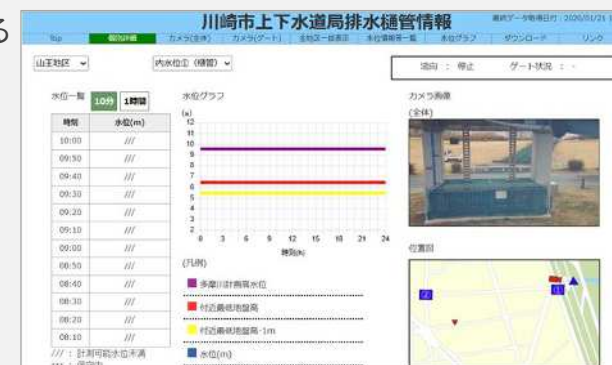 る
川崎市上下水道局排水樋管情報
最終データ取得日付：2020/01/21
Top 個別詳細 カメラ(全体) カメラ(ゲート) 全地区一括表示 水位情報等一覧 水位グラフ ダウンロード リンク
山王地区 内水位① (樋管)
流向 ： 停止 ゲート状況 ： -
水位一覧 10分 1時間
水位グラフ
カメラ画像
(全体)
時刻 水位(m)
10:00 ///
09:50 ///
09:40 ///
09:30 ///
09:20 ///
09:10 ///
09:00 ///
08:50 ///
08:40 ///
08:30 ///
08:20 ///
08:10 ///
/// ： 計測可能水位未満
(m)
12
11
10
9
8
7
6
5
4
3
2
0 3 6 9 12 15 18 21 24
時刻(h)
(凡例)
多摩川計画高水位
付近最低地盤高
付近最低地盤高-1m
水位(m)
位置図
② ①